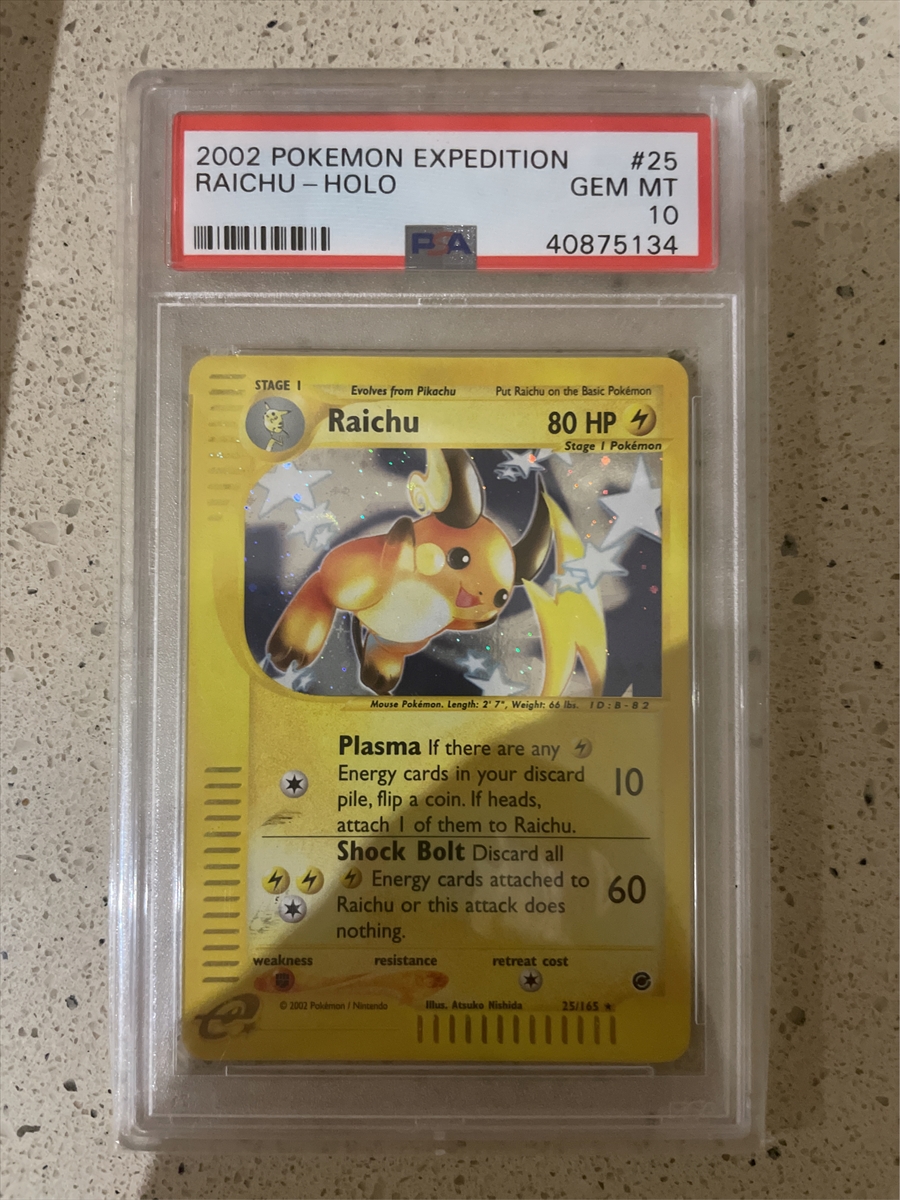 2002 POKEMON EXPEDITION #25
RAICHU – HOLO GEM MT
10
PSA 40875134
STAGE 1 Evolves from Pikachu Put Raichu on the Basic Pokémon
Raichu 80 HP
Stage 1 Pokémon
Mouse Pokémon. Length: 2' 7", Weight: 66 lbs. ID:B-82
Plasma If there are any
Energy cards in your discard 10
pile, flip a coin. If heads,
attach 1 of them to Raichu.
Shock Bolt Discard all
Energy cards attached to 60
Raichu or this attack does
nothing.
weakness resistance retreat cost
© 2002 Pokémon / Nintendo Illus. Atsuko Nishida 25/165 ★
e